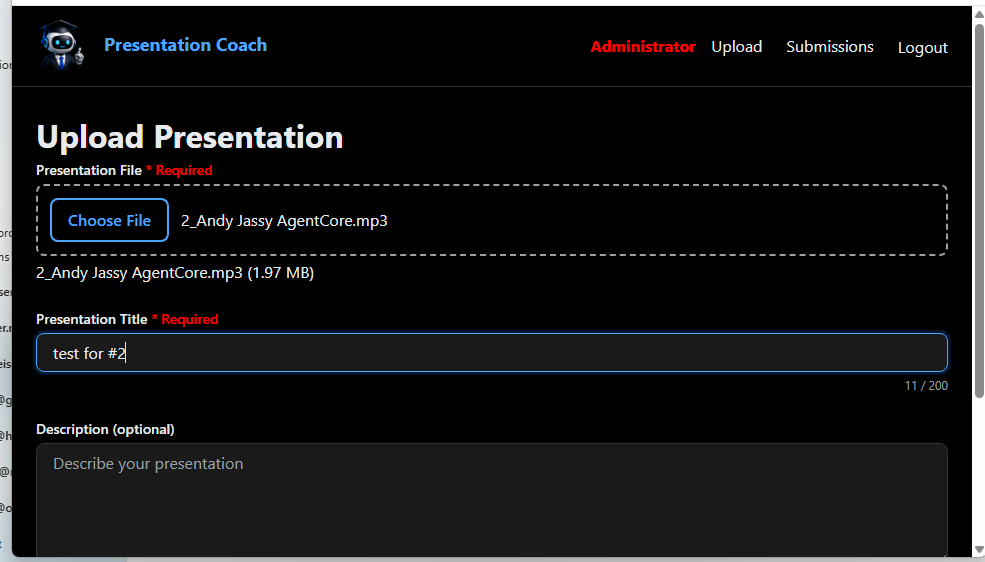 Presentation Coach
Administrator Upload Submissions Logout
Upload Presentation
Presentation File * Required
Choose File 2_Andy Jassy AgentCore.mp3
2_Andy Jassy AgentCore.mp3 (1.97 MB)
Presentation Title * Required
test for #2
11 / 200
Description (optional)
Describe your presentation